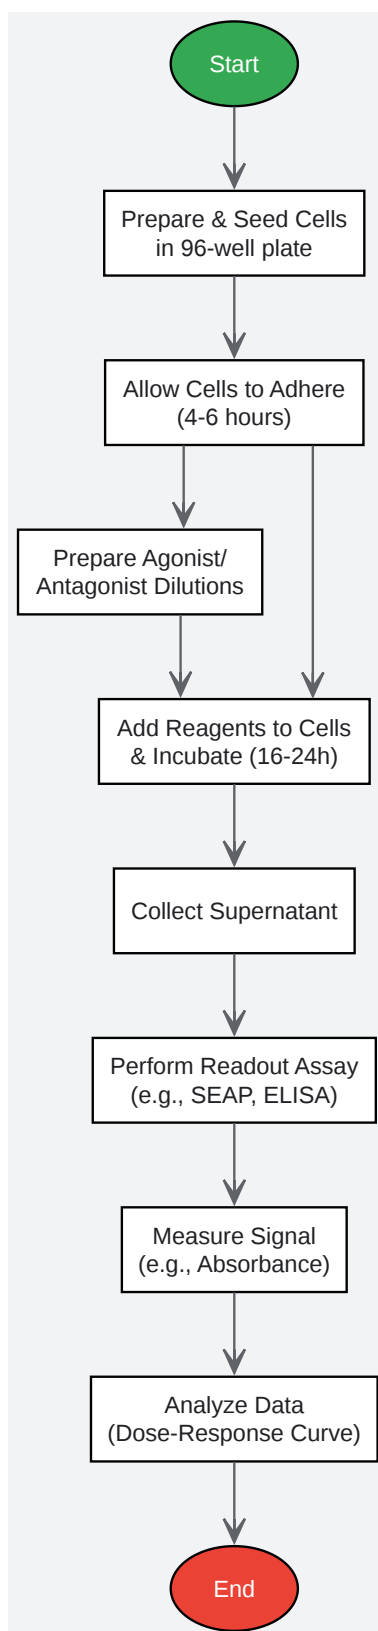 Start
Prepare & Seed Cells
in 96-well plate
Allow Cells to Adhere
(4-6 hours)
Prepare Agonist/
Antagonist Dilutions
Add Reagents to Cells
& Incubate (16-24h)
Collect Supernatant
Perform Readout Assay
(e.g., SEAP, ELISA)
Measure Signal
(e.g., Absorbance)
Analyze Data
(Dose-Response Curve)
End